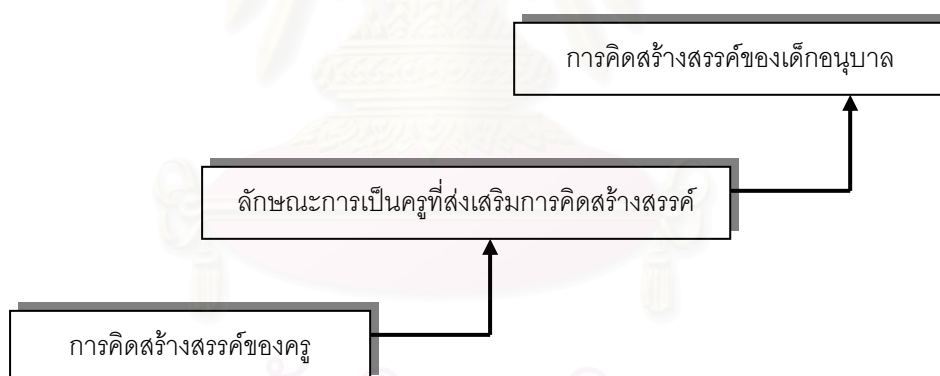 การคิดสร้างสรรค์ของเด็กอนุบาล
ลักษณะการเป็นครูที่ส่งเสริมการคิดสร้างสรรค์
การคิดสร้างสรรค์ของครู